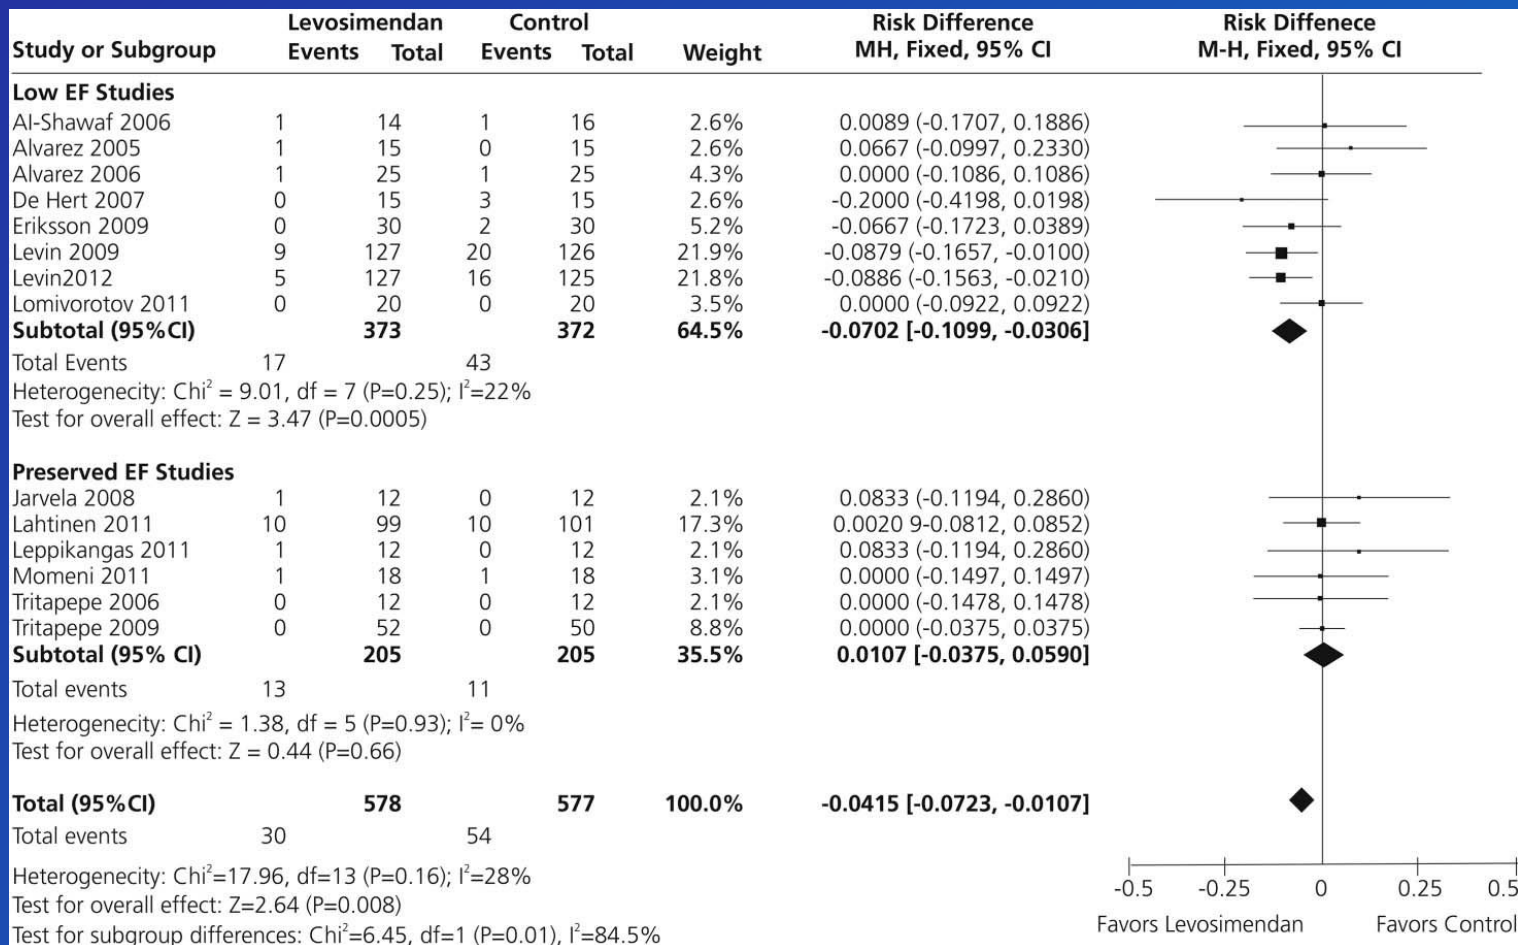 Levosimendan Control Risk Difference Risk Diffenece
Study or Subgroup Events Total Events Total Weight MH, Fixed, 95% CI M-H, Fixed, 95% CI
Low EF Studies
Al-Shawaf 2006 1 14 1 16 2.6% 0.0089 (-0.1707, 0.1886)
Alvarez 2005 1 15 0 15 2.6% 0.0667 (-0.0997, 0.2330)
Alvarez 2006 1 25 1 25 4.3% 0.0000 (-0.1086, 0.1086)
De Hert 2007 0 15 3 15 2.6% -0.2000 (-0.4198, 0.0198)
Eriksson 2009 0 30 2 30 5.2% -0.0667 (-0.1723, 0.0389)
Levin 2009 9 127 20 126 21.9% -0.0879 (-0.1657, -0.0100)
Levin2012 5 127 16 125 21.8% -0.0886 (-0.1563, -0.0210)
Lomivorotov 2011 0 20 0 20 3.5% 0.0000 (-0.0922, 0.0922)
Subtotal (95%CI) 373 372 64.5% -0.0702 [-0.1099, -0.0306]
Total Events 17 43
Heterogenecity: Chi² = 9.01, df = 7 (P=0.25); I²=22%
Test for overall effect: Z = 3.47 (P=0.0005)
Preserved EF Studies
Jarvela 2008 1 12 0 12 2.1% 0.0833 (-0.1194, 0.2860)
Lahtinen 2011 10 99 10 101 17.3% 0.0020 9-0.0812, 0.0852)
Leppikangas 2011 1 12 0 12 2.1% 0.0833 (-0.1194, 0.2860)
Momeni 2011 1 18 1 18 3.1% 0.0000 (-0.1497, 0.1497)
Tritapepe 2006 0 12 0 12 2.1% 0.0000 (-0.1478, 0.1478)
Tritapepe 2009 0 52 0 50 8.8% 0.0000 (-0.0375, 0.0375)
Subtotal (95% CI) 205 205 35.5% 0.0107 [-0.0375, 0.0590]
Total events 13 11
Heterogenecity: Chi² = 1.38, df = 5 (P=0.93); I²= 0%
Test for overall effect: Z = 0.44 (P=0.66)
Total (95%CI) 578 577 100.0% -0.0415 [-0.0723, -0.0107]
Total events 30 54
Heterogenecity: Chi²=17.96, df=13 (P=0.16); I²=28%
Test for overall effect: Z=2.64 (P=0.008)
Test for subgroup differences: Chi²=6.45, df=1 (P=0.01), I²=84.5%
-0.5 -0.25 0 0.25 0.5
Favors Levosimendan Favors Control